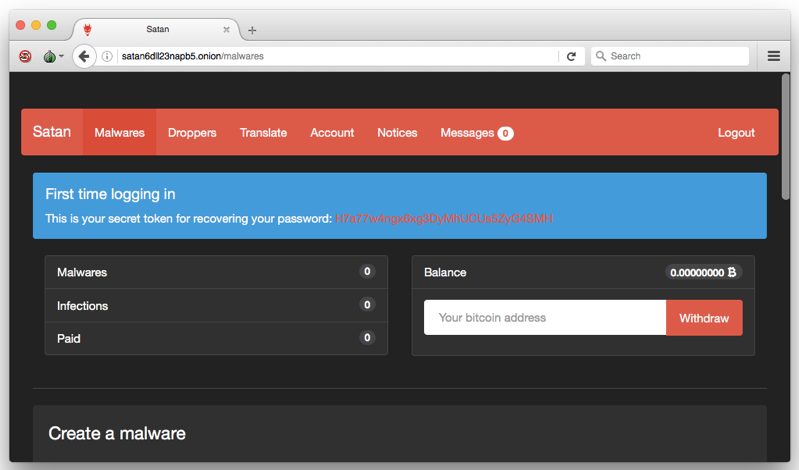 Satan
satan6dll23napb5.onion/malwares
Search
Satan Malwares Droppers Translate Account Notices Messages 0 Logout
First time logging in
This is your secret token for recovering your password:
Malwares 0
Infections 0
Paid 0
Balance 0.00000000 ₿
Your bitcoin address Withdraw
Create a malware